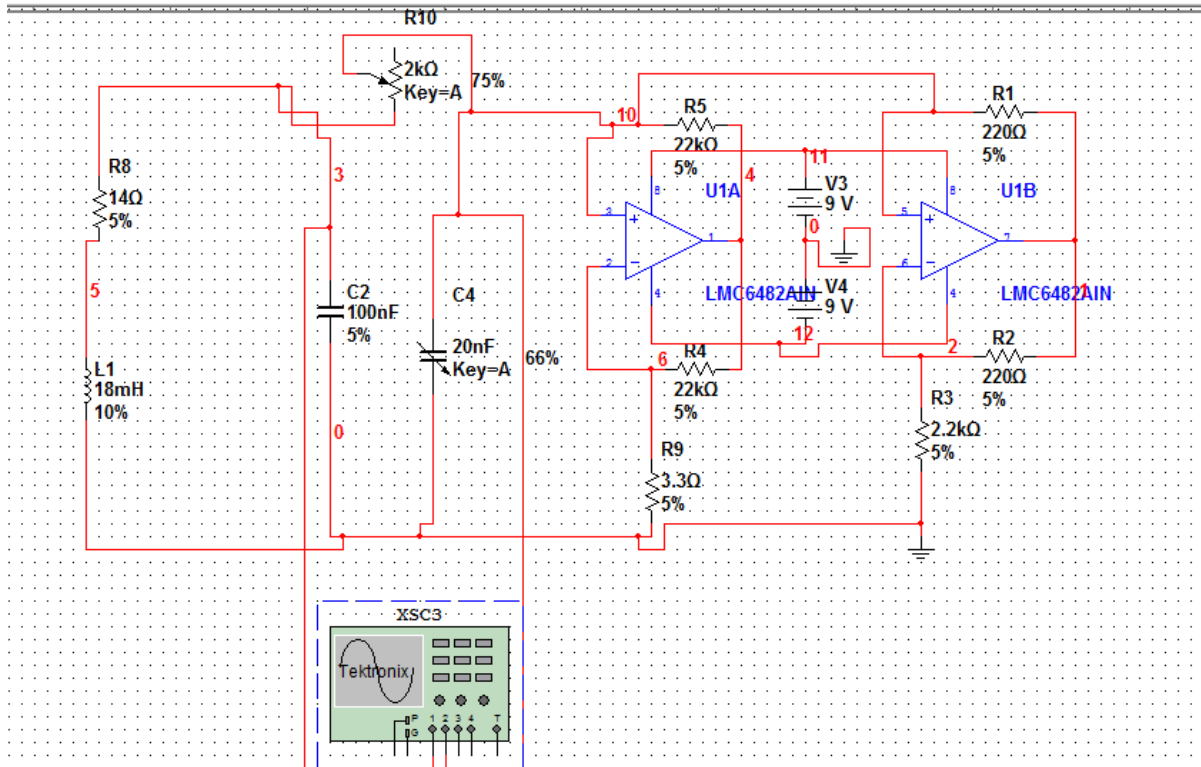 R10
2kΩ
Key=A
75%
10
R5
22kΩ
5%
R1
220Ω
5%
R8
14Ω
5%
3
4
11
U1A
V3
9 V
U1B
8
3
1
2
4
0
8
5
7
6
4
LMC6482AIN
V4
9 V
LMC6482AIN
1
12
5
C2
100nF
5%
C4
20nF
Key=A
66%
6
R4
22kΩ
5%
2
R2
220Ω
5%
L1
18mH
10%
R3
2.2kΩ
5%
0
R9
3.3Ω
5%
XSC3
Tektronix
P
G
1 2 3 4 T